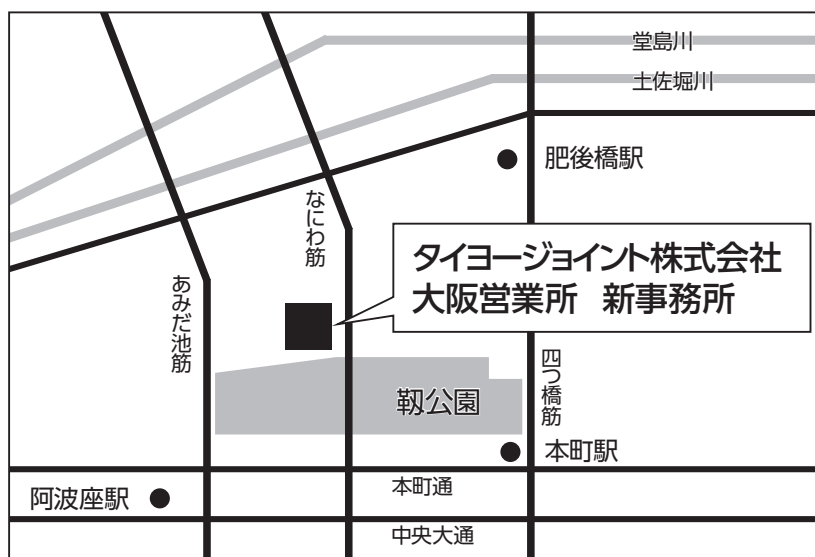 堂島川
土佐堀川
肥後橋駅
なにわ筋
タイヨージョイント株式会社
大阪営業所 新事務所
あみだ池筋
四つ橋筋
靱公園
本町駅
本町通
阿波座駅
中央大通